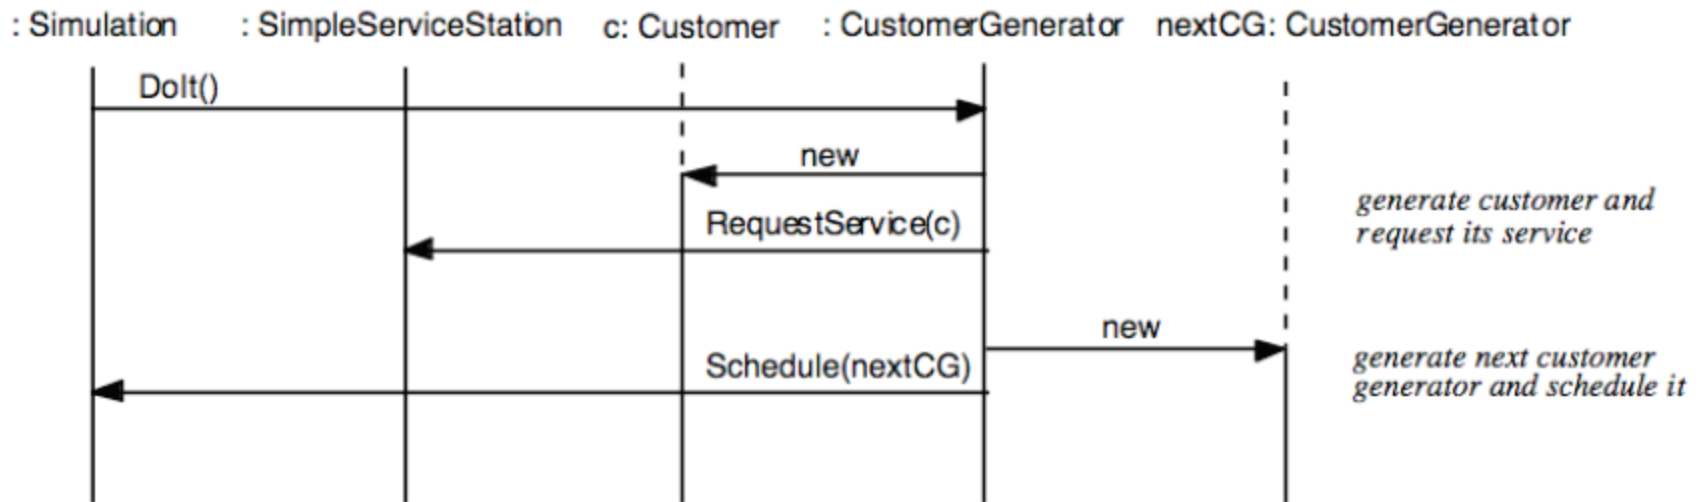 : Simulation : SimpleServiceStation c: Customer : CustomerGenerator nextCG: CustomerGenerator
DoIt()
new
RequestService(c)
generate customer and
request its service
new
Schedule(nextCG)
generate next customer
generator and schedule it